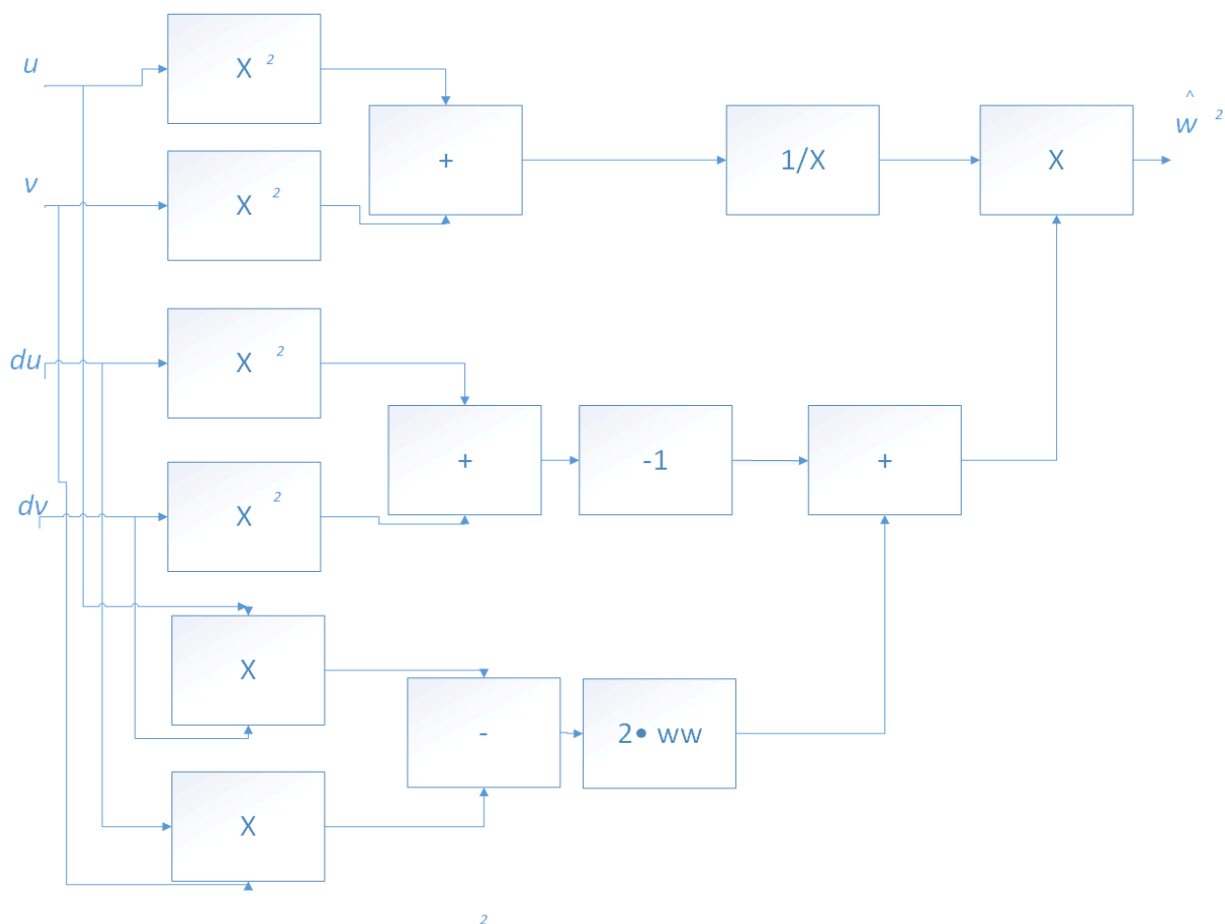 u
X ²
+
1/X
X
ŵ ²
v
X ²
du
X ²
+
-1
+
dv
X ²
X
-
2• ww
X
²